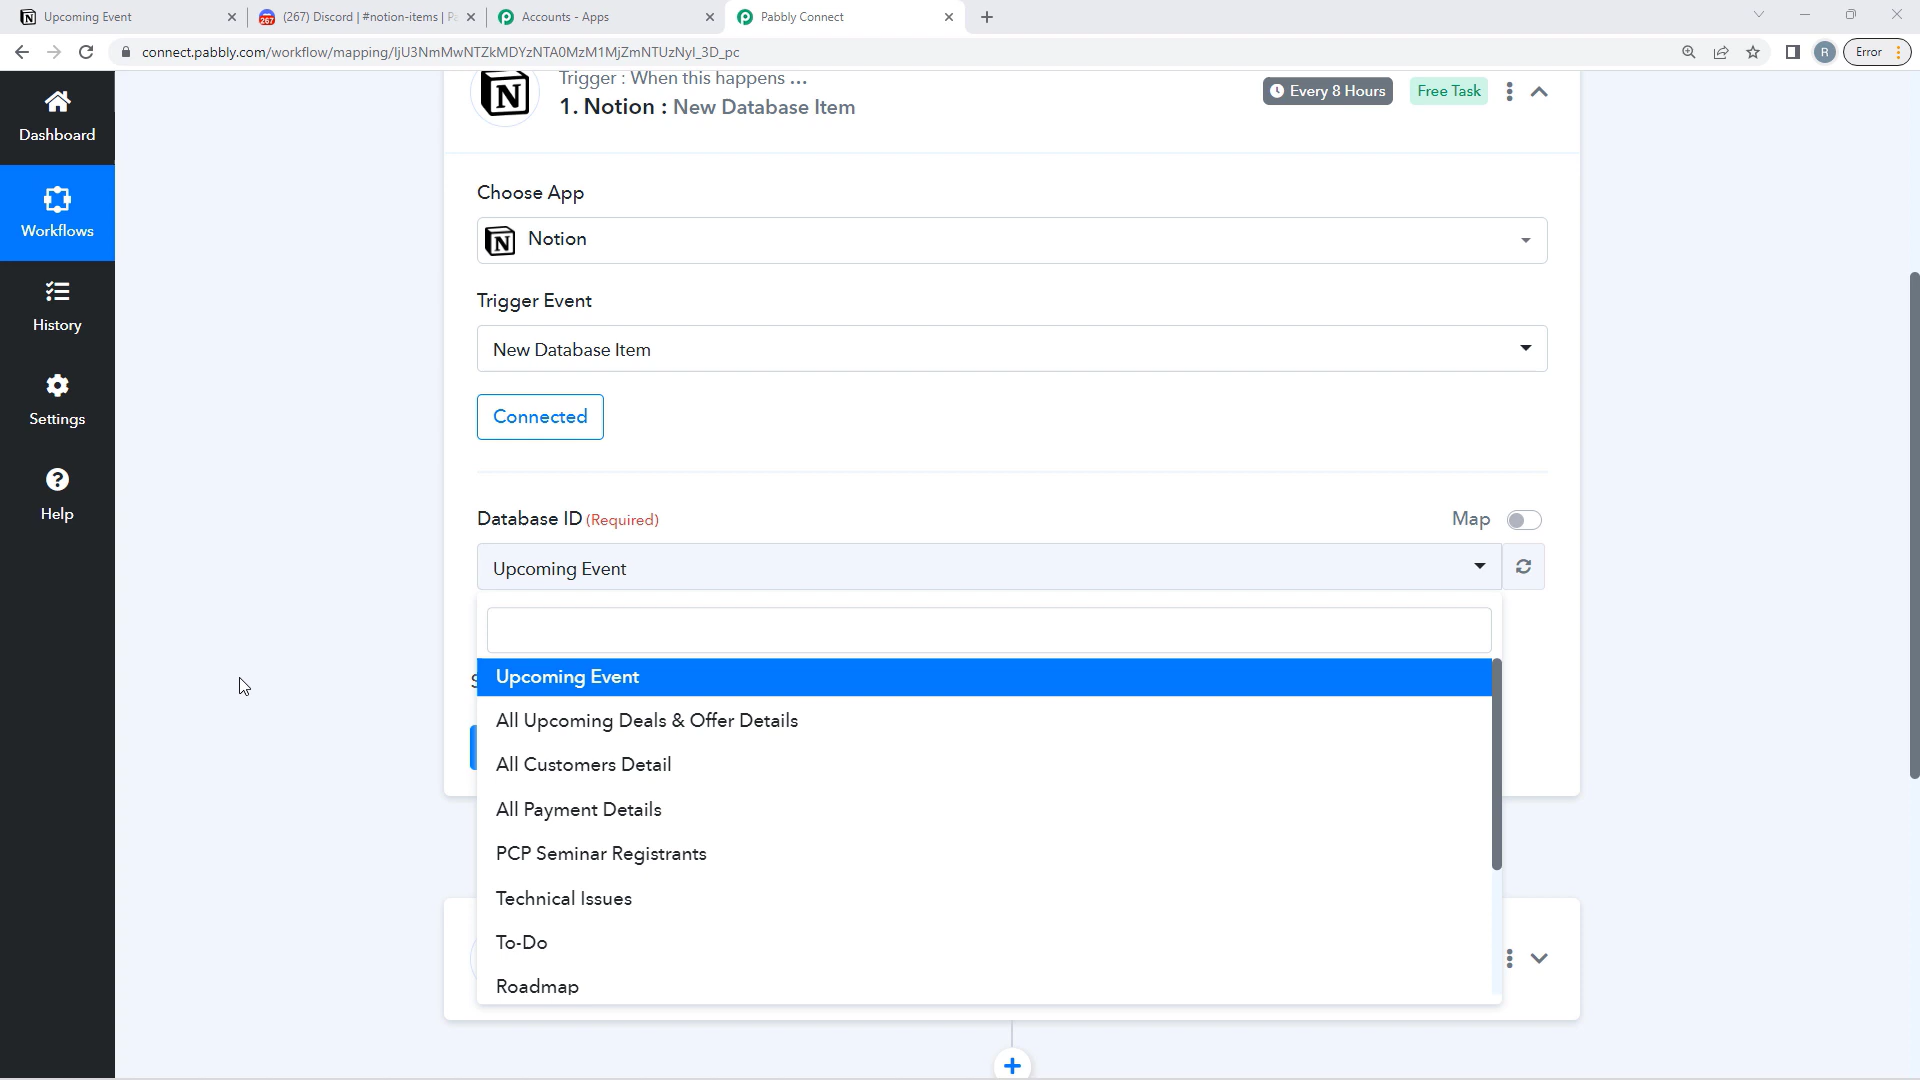 Upcoming Event
(267) Discord | #notion-items | Pa
Accounts - Apps
Pabbly Connect
connect.pabbly.com/workflow/mapping/IjU3NmMwNTZkMDYzNTA0MzM1MjZmNTUzNyI_3D_pc
R
Error
Dashboard
Workflows
History
Settings
Help
Trigger : When this happens ...
1. Notion : New Database Item
Every 8 Hours
Free Task
Choose App
Notion
Trigger Event
New Database Item
Connected
Database ID (Required)
Map
Upcoming Event
Upcoming Event
All Upcoming Deals & Offer Details
All Customers Detail
All Payment Details
PCP Seminar Registrants
Technical Issues
To-Do
Roadmap